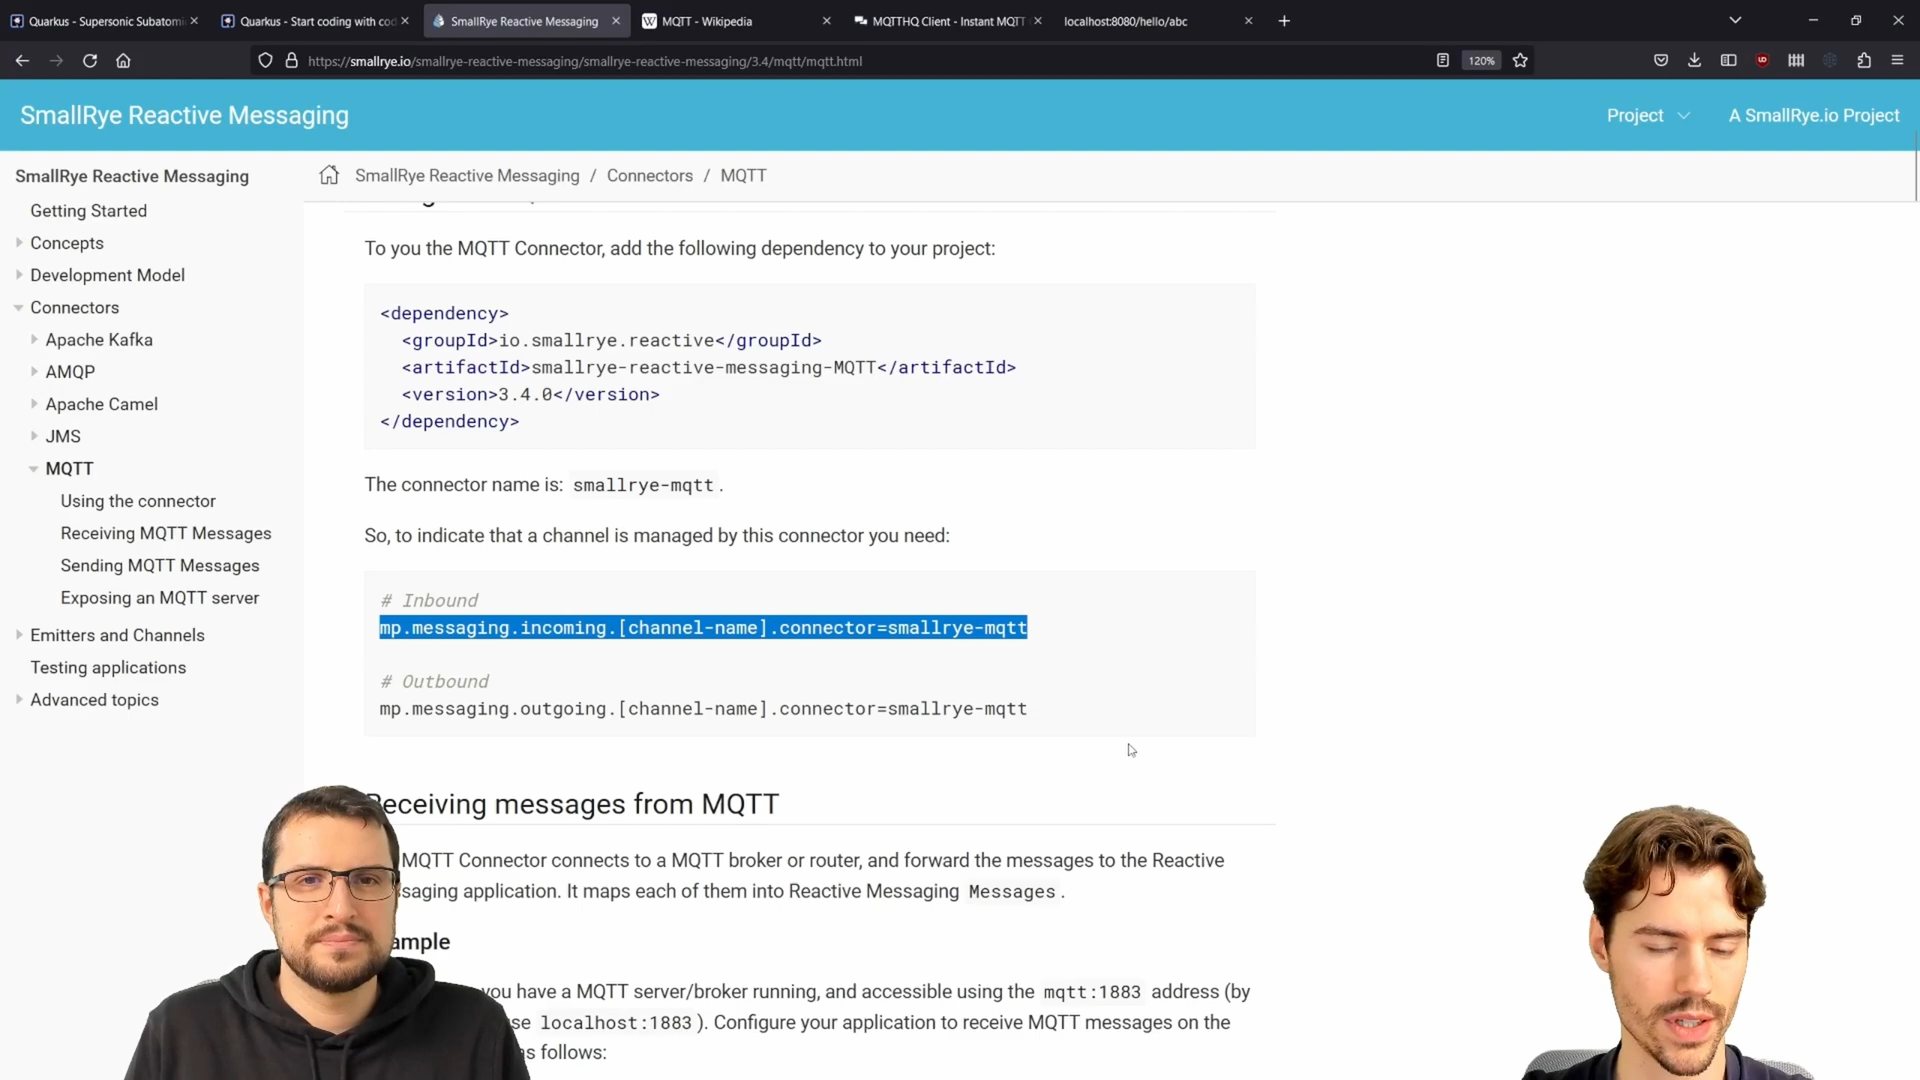 Quarkus - Supersonic Subatomi
Quarkus - Start coding with cod
SmallRye Reactive Messaging
MQTT - Wikipedia
MQTTHQ Client - Instant MQTT
localhost:8080/hello/abc
https://smallrye.io/smallrye-reactive-messaging/smallrye-reactive-messaging/3.4/mqtt/mqtt.html
120%
SmallRye Reactive Messaging
Project
A SmallRye.io Project
SmallRye Reactive Messaging
Getting Started
Concepts
Development Model
Connectors
Apache Kafka
AMQP
Apache Camel
JMS
MQTT
Using the connector
Receiving MQTT Messages
Sending MQTT Messages
Exposing an MQTT server
Emitters and Channels
Testing applications
Advanced topics
SmallRye Reactive Messaging / Connectors / MQTT
To you the MQTT Connector, add the following dependency to your project:
<dependency>
<groupId>io.smallrye.reactive</groupId>
<artifactId>smallrye-reactive-messaging-MQTT</artifactId>
<version>3.4.0</version>
</dependency>
The connector name is: smallrye-mqtt.
So, to indicate that a channel is managed by this connector you need:
# Inbound
mp.messaging.incoming.[channel-name].connector=smallrye-mqtt
# Outbound
mp.messaging.outgoing.[channel-name].connector=smallrye-mqtt
Receiving messages from MQTT
MQTT Connector connects to a MQTT broker or router, and forward the messages to the Reactive
saging application. It maps each of them into Reactive Messaging Messages.
ample
you have a MQTT server/broker running, and accessible using the mqtt:1883 address (by
se localhost:1883). Configure your application to receive MQTT messages on the
s follows: